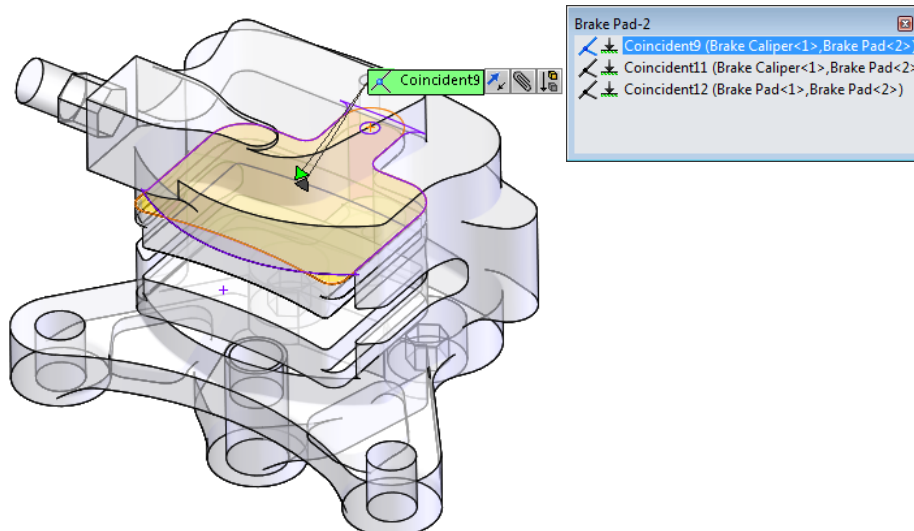 Brake Pad-2
Coincident9 (Brake Caliper<1>,Brake Pad<2>)
Coincident11 (Brake Caliper<1>,Brake Pad<2>
Coincident12 (Brake Pad<1>,Brake Pad<2>)
Coincident9